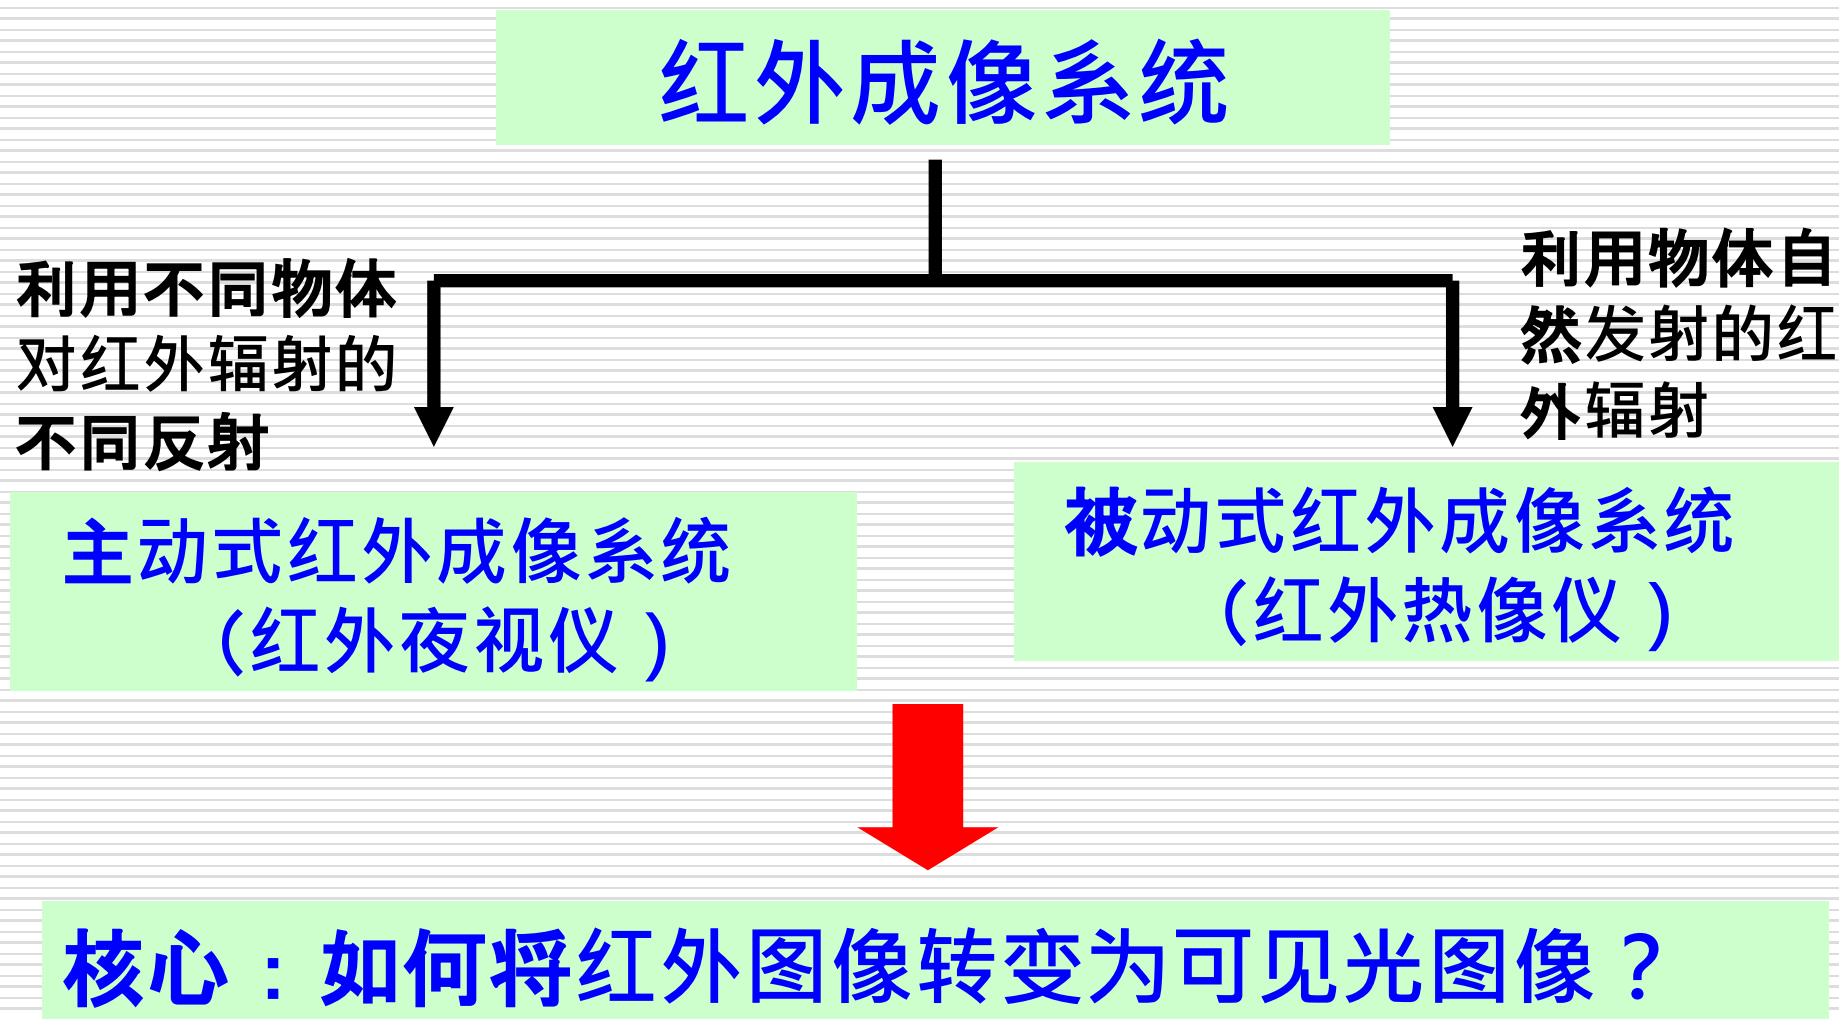 红外成像系统
利用不同物体
对红外辐射的
不同反射
利用物体自
然发射的红
外辐射
主动式红外成像系统
（红外夜视仪）
被动式红外成像系统
（红外热像仪）
核心：如何将红外图像转变为可见光图像？